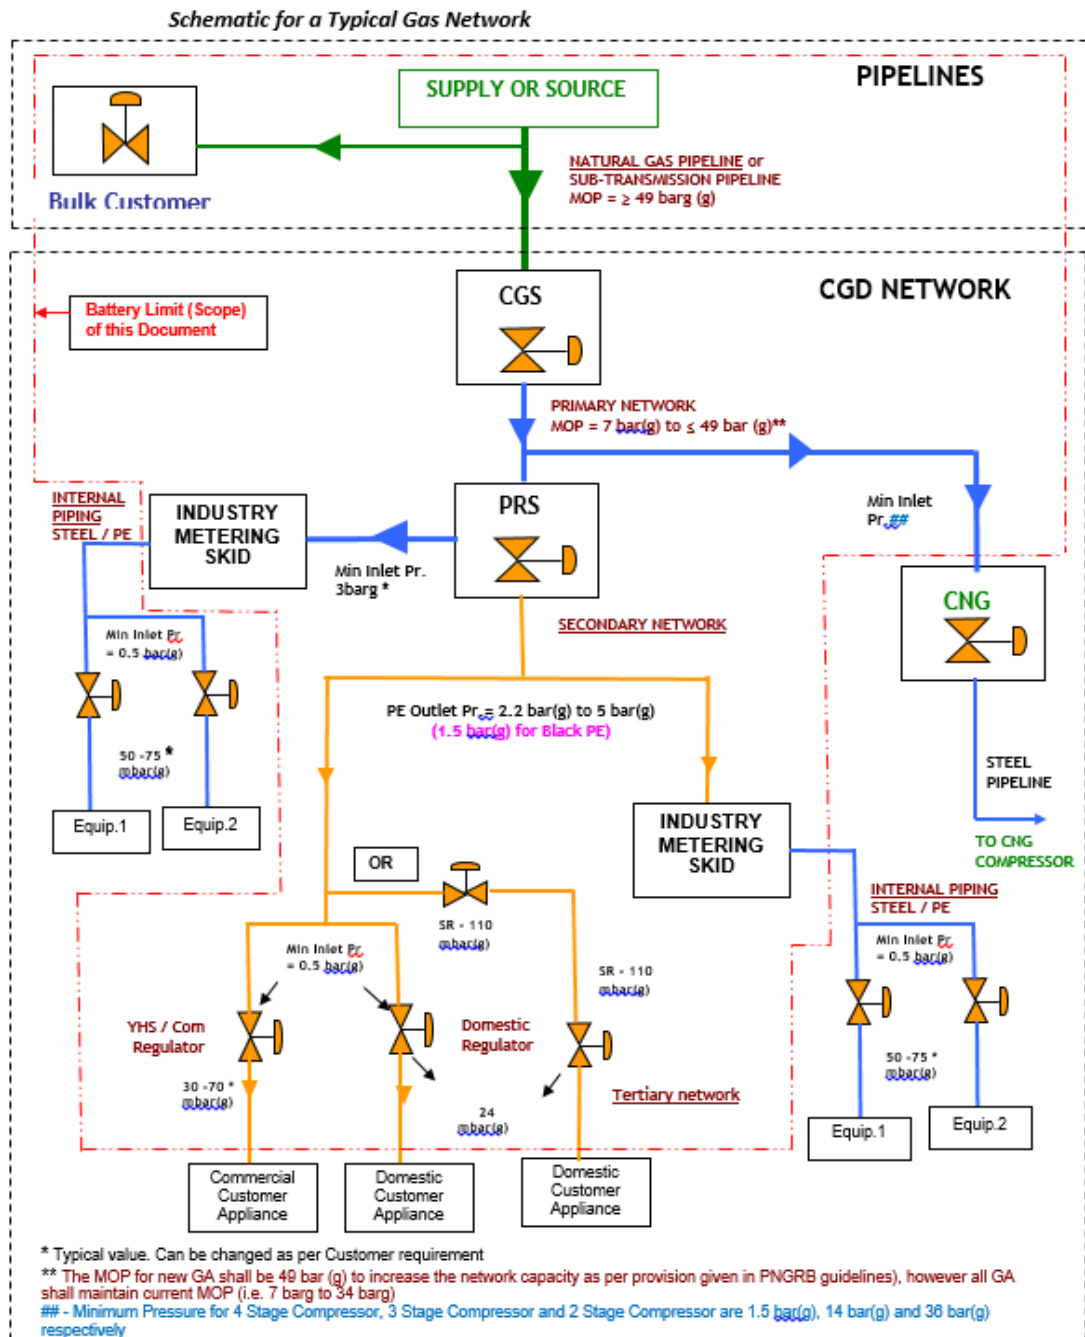 Schematic for a Typical Gas Network
PIPELINES
SUPPLY OR SOURCE
Bulk Customer
NATURAL GAS PIPELINE or
SUB-TRANSMISSION PIPELINE
MOP = ≥ 49 barg (g)
CGD NETWORK
CGS
Battery Limit (Scope)
of this Document
PRIMARY NETWORK
MOP = 7 bar(g) to ≤ 49 bar (g)**
INTERNAL
PIPING
STEEL / PE
INDUSTRY
METERING
SKID
PRS
Min Inlet
Pr.##
Min Inlet Pr.
3barg *
CNG
SECONDARY NETWORK
Min Inlet Pr.
= 0.5 bar(g)
PE Outlet Pr. = 2.2 bar(g) to 5 bar(g)
(1.5 bar(g) for Black PE)
50 -75 *
mbar(g)
STEEL
PIPELINE
Equip.1
Equip.2
INDUSTRY
METERING
SKID
TO CNG
COMPRESSOR
OR
SR - 110
mbar(g)
INTERNAL PIPING
STEEL / PE
Min Inlet Pr.
= 0.5 bar(g)
Min Inlet Pr.
= 0.5 bar(g)
SR - 110
mbar(g)
YHS / Com
Regulator
Domestic
Regulator
30 -70 *
mbar(g)
24
mbar(g)
Tertiary network
50 -75 *
mbar(g)
Equip.1
Equip.2
Commercial
Customer
Appliance
Domestic
Customer
Appliance
Domestic
Customer
Appliance
* Typical value. Can be changed as per Customer requirement
** The MOP for new GA shall be 49 bar (g) to increase the network capacity as per provision given in PNGRB guidelines), however all GA
shall maintain current MOP (i.e. 7 barg to 34 barg)
## - Minimum Pressure for 4 Stage Compressor, 3 Stage Compressor and 2 Stage Compressor are 1.5 bar(g), 14 bar(g) and 36 bar(g)
respectively